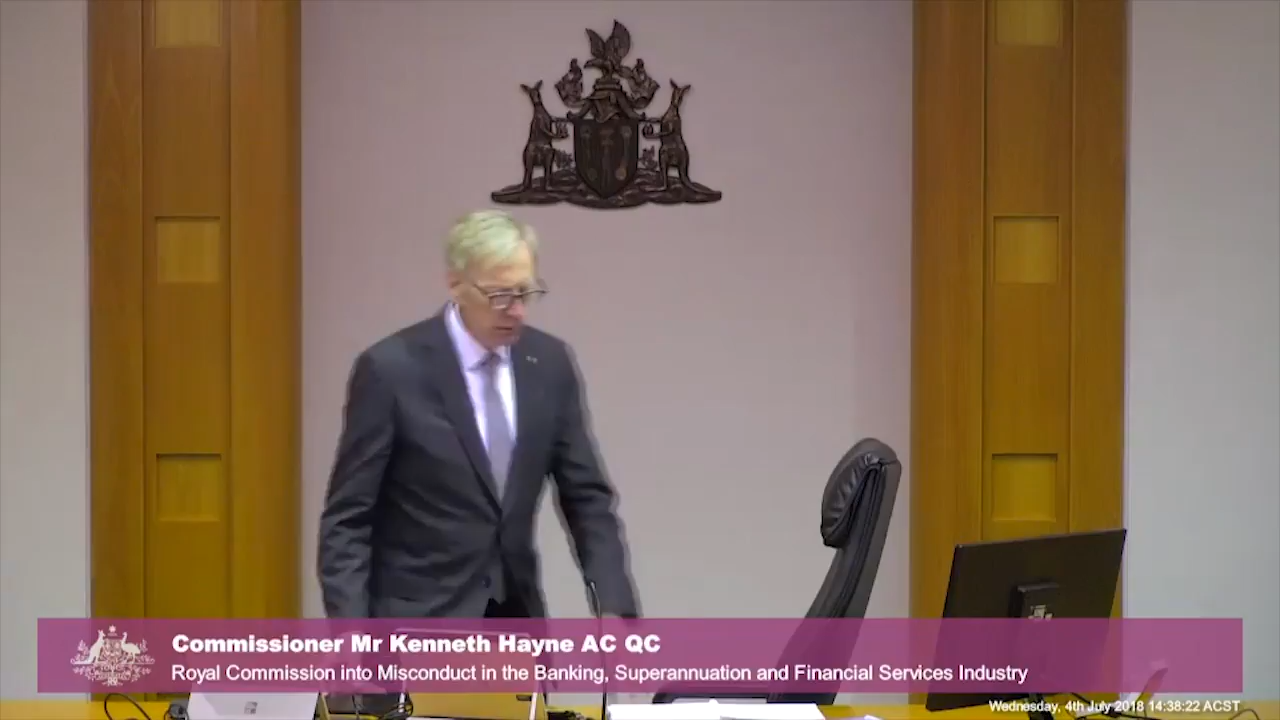 Commissioner Mr Kenneth Hayne AC QC
Royal Commission into Misconduct in the Banking, Superannuation and Financial Services Industry
Wednesday, 4th July 2018 14:38:22 ACST